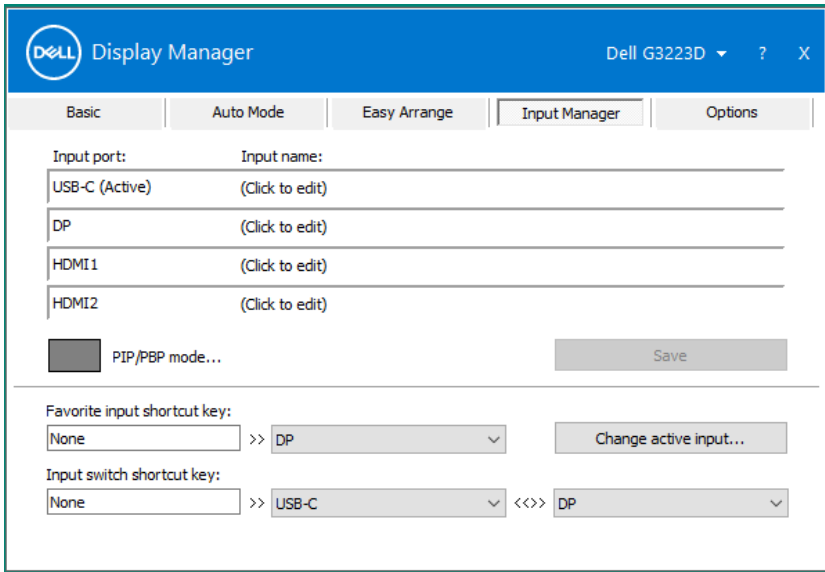 DELL Display Manager Dell G3223D ? X
Basic Auto Mode Easy Arrange Input Manager Options
Input port: Input name:
USB-C (Active) (Click to edit)
DP (Click to edit)
HDMI1 (Click to edit)
HDMI2 (Click to edit)
PIP/PBP mode... Save
Favorite input shortcut key:
None >> DP Change active input...
Input switch shortcut key:
None >> USB-C <<>> DP